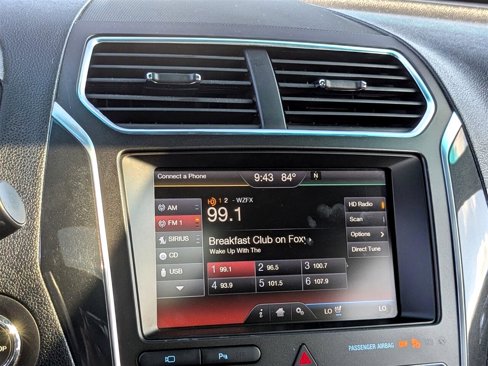 Connect a Phone 9:43 84° N
AM
HD 1 2 - WZFX
HD Radio
FM 1
99.1
Scan
SIRIUS
Breakfast Club on Foxy
Options
CD
Wake Up With The
Direct Tune
USB
1 99.1 2 96.5 3 100.7
4 93.9 5 101.5 6 107.9
i LO LO
PASSENGER AIRBAG
OP